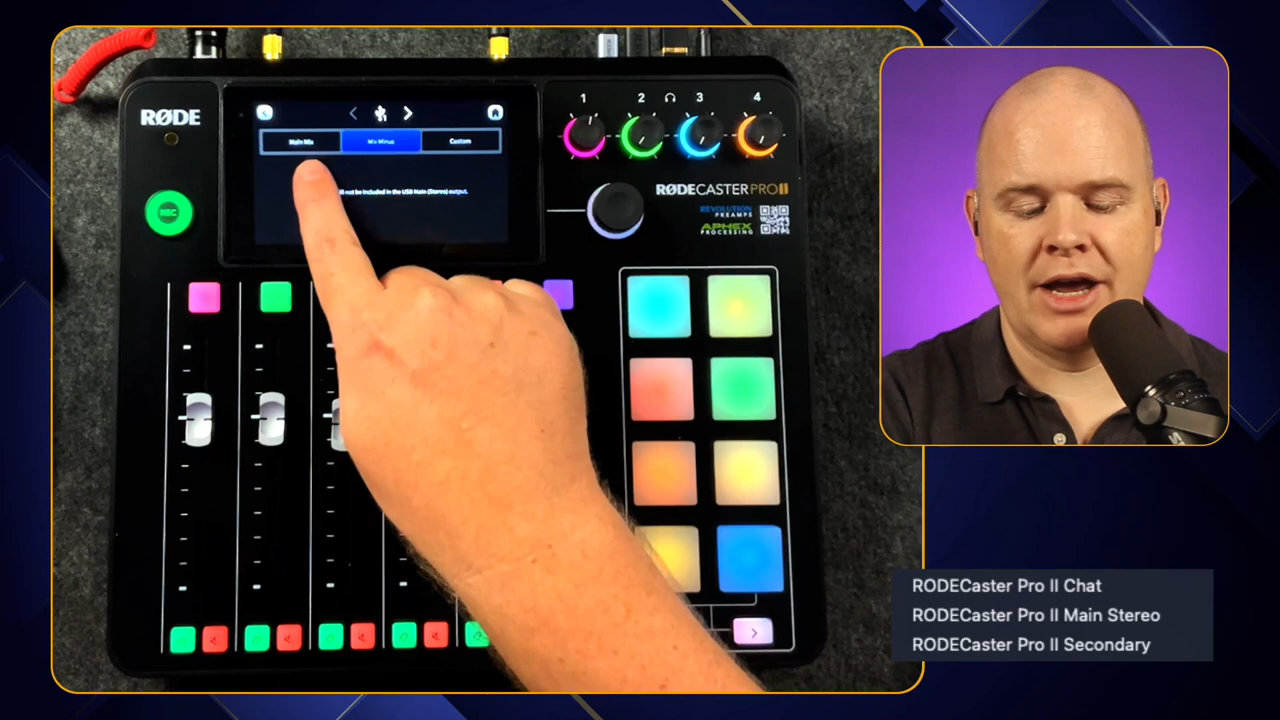 RØDE
REC
Main Mix
Mix Minus
Custom
not be included in the USB Main (Stereo) output.
1
2
3
4
RØDECASTER PRO II
REVOLUTION
PREAMPS
APHEX
PROCESSING
RODECaster Pro II Chat
RODECaster Pro II Main Stereo
RODECaster Pro II Secondary